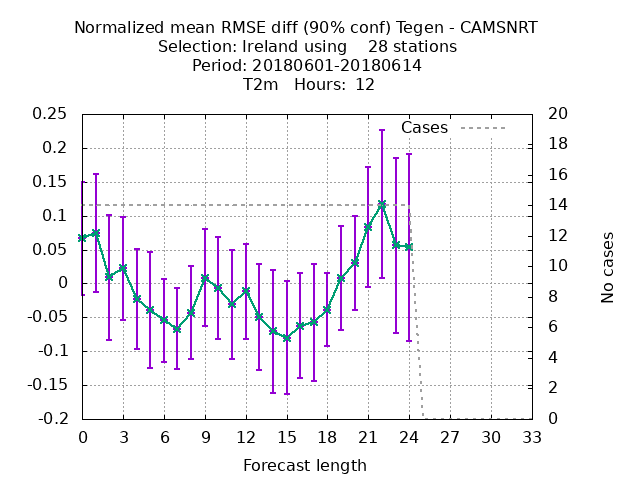 Normalized mean RMSE diff (90% conf) Tegen - CAMSNRT
Selection: Ireland using    28 stations
Period: 20180601-20180614
T2m   Hours:  12
Cases
0.25
0.2
0.15
0.1
0.05
0
-0.05
-0.1
-0.15
-0.2
20
18
16
14
12
10
8
6
4
2
0
No cases
0 3 6 9 12 15 18 21 24 27 30 33
Forecast length